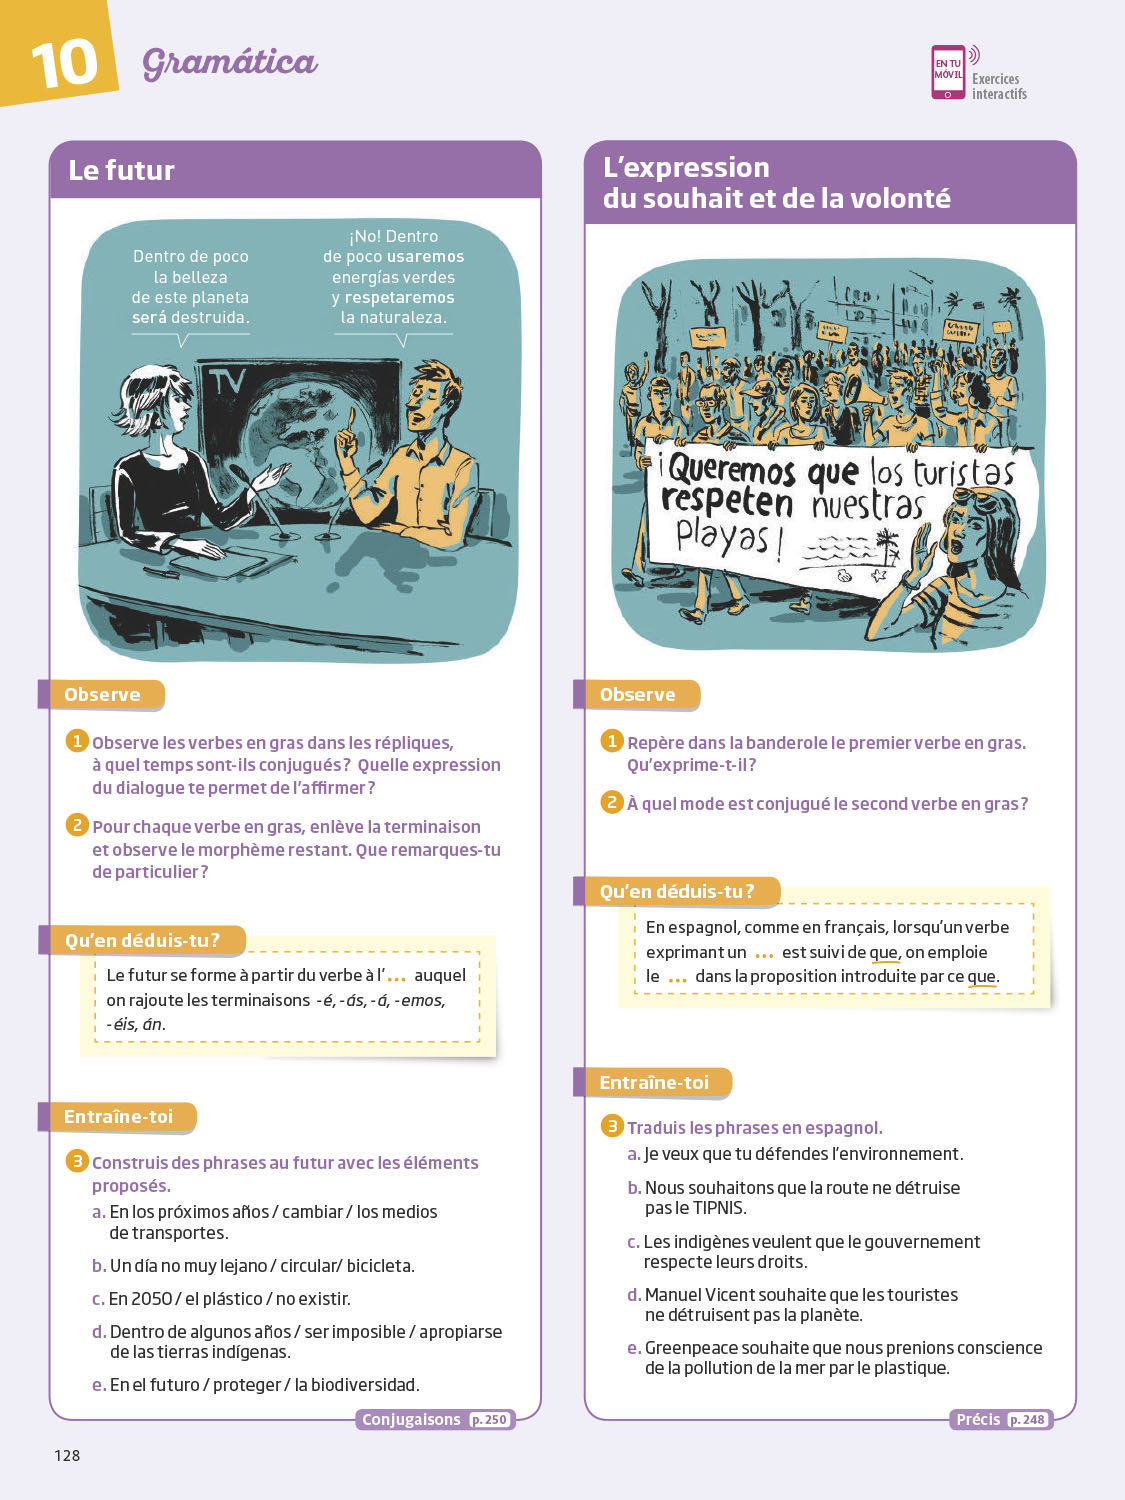 10
Gramática
EN TU
MÓVIL
Exercices
interactifs
Le futur
Dentro de poco
la belleza
de este planeta
será destruida.
¡No! Dentro
de poco usaremos
energías verdes
y respetaremos
la naturaleza.
TV
Observe
1 Observe les verbes en gras dans les répliques,
à quel temps sont-ils conjugués ? Quelle expression
du dialogue te permet de l'affirmer ?
2 Pour chaque verbe en gras, enlève la terminaison
et observe le morphème restant. Que remarques-tu
de particulier ?
Qu'en déduis-tu ?
Le futur se forme à partir du verbe à l' ... auquel
on rajoute les terminaisons -é, -ás, -á, -emos,
-éis, án.
Entraîne-toi
3 Construis des phrases au futur avec les éléments
proposés.
a. En los próximos años / cambiar / los medios
de transportes.
b. Un día no muy lejano / circular/ bicicleta.
c. En 2050 / el plástico / no existir.
d. Dentro de algunos años / ser imposible / apropiarse
de las tierras indígenas.
e. En el futuro / proteger / la biodiversidad.
Conjugaisons p. 250
L'expression
du souhait et de la volonté
¡Queremos que los turistas
respeten nuestras
playas!
Observe
1 Repère dans la banderole le premier verbe en gras.
Qu'exprime-t-il ?
2 À quel mode est conjugué le second verbe en gras ?
Qu'en déduis-tu ?
En espagnol, comme en français, lorsqu'un verbe
exprimant un ... est suivi de que, on emploie
le ... dans la proposition introduite par ce que.
Entraîne-toi
3 Traduis les phrases en espagnol.
a. Je veux que tu défendes l'environnement.
b. Nous souhaitons que la route ne détruise
pas le TIPNIS.
c. Les indigènes veulent que le gouvernement
respecte leurs droits.
d. Manuel Vicent souhaite que les touristes
ne détruisent pas la planète.
e. Greenpeace souhaite que nous prenions conscience
de la pollution de la mer par le plastique.
Précis p. 248
128